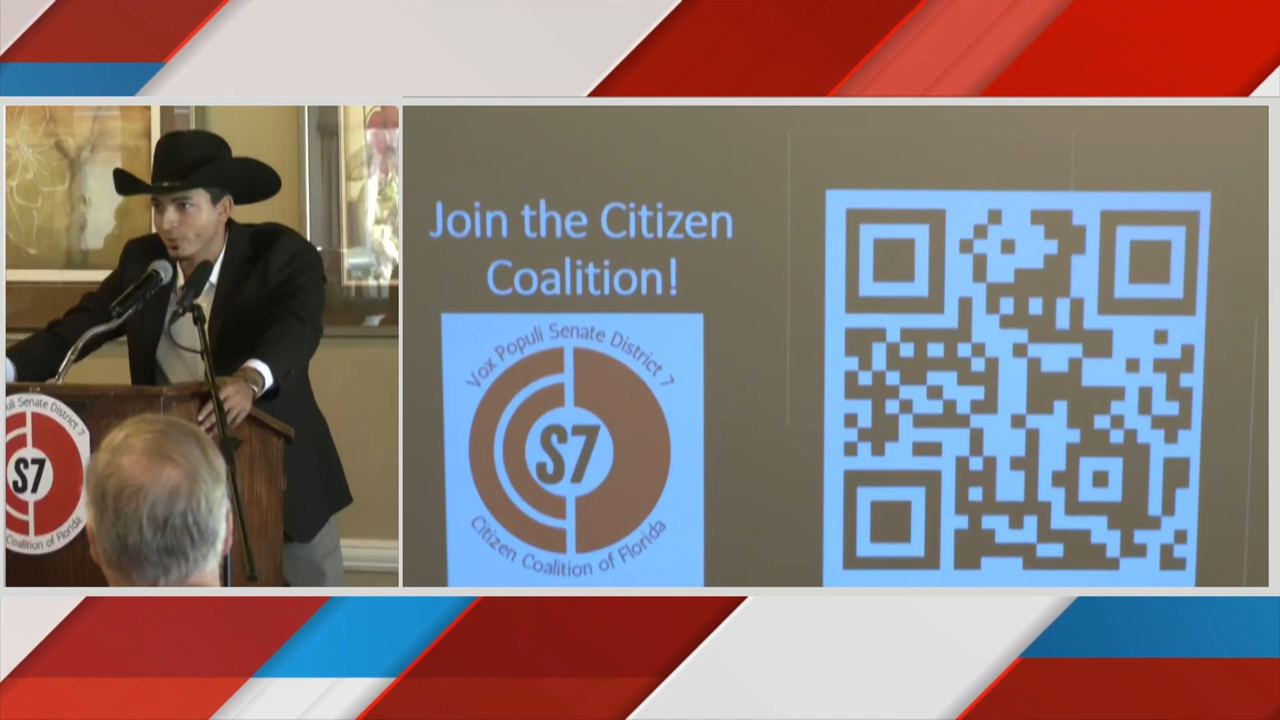 Join the Citizen
Coalition!
Vox Populi Senate District 7
S7
Citizen Coalition of Florida
uli Senate District 7
S7
Coalition of Florida